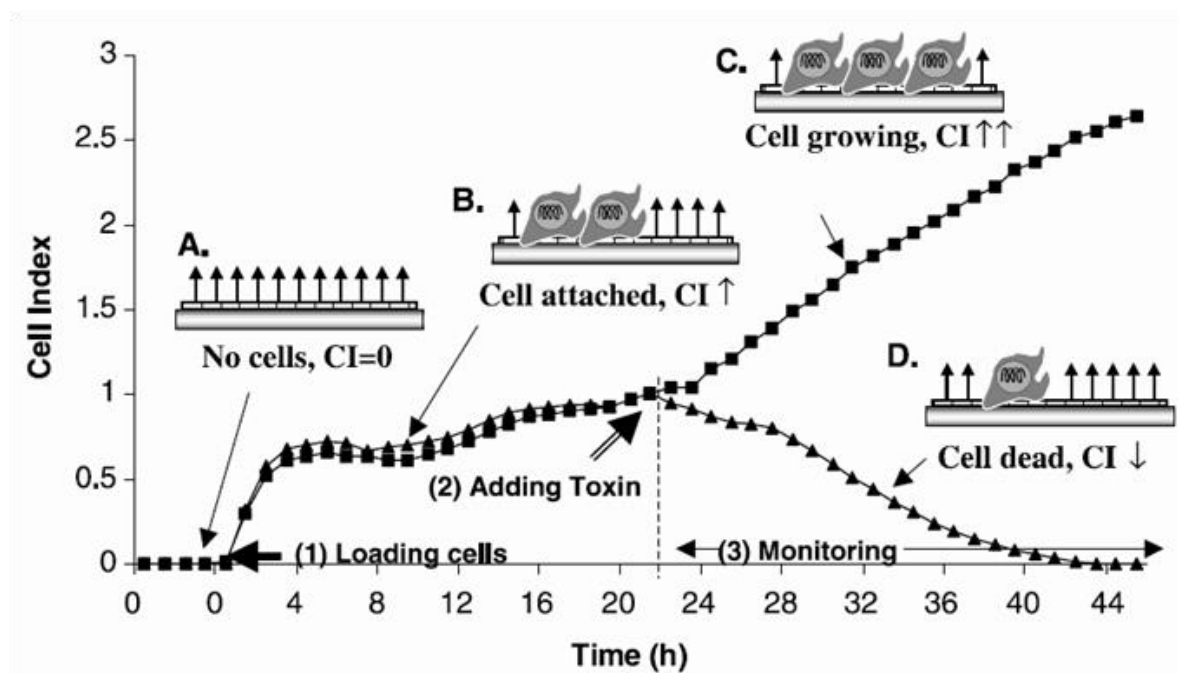 3
2.5
2
1.5
1
0.5
0
Cell Index
A.
No cells, CI=0
B.
Cell attached, CI ↑
C.
Cell growing, CI ↑↑
D.
Cell dead, CI ↓
(1) Loading cells
(2) Adding Toxin
(3) Monitoring
0 0 4 8 12 16 20 24 28 32 36 40 44
Time (h)